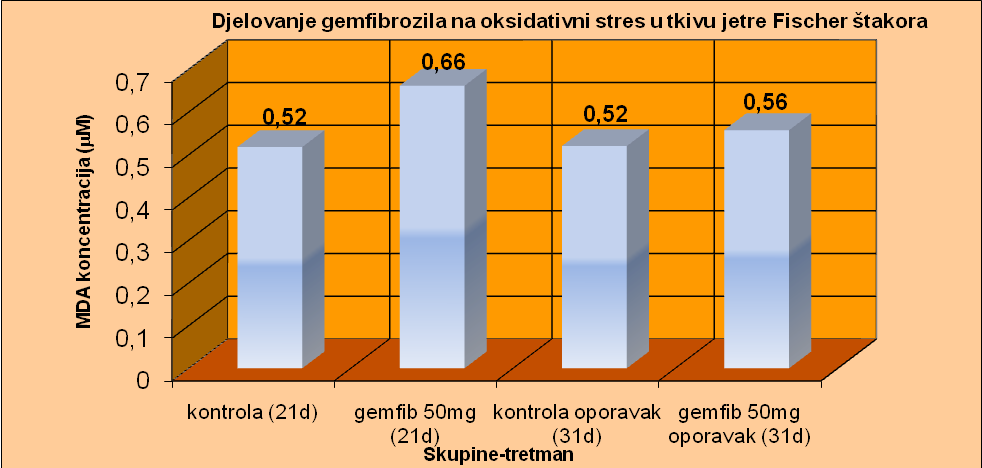 Djelovanje gemfibrozila na oksidativni stres u tkivu jetre Fischer štakora
MDA koncentracija (µM)
0,7
0,6
0,5
0,4
0,3
0,2
0,1
0
0,52
0,66
0,52
0,56
kontrola (21d)
gemfib 50mg
(21d)
kontrola oporavak
(31d)
gemfib 50mg
oporavak (31d)
Skupine-tretman